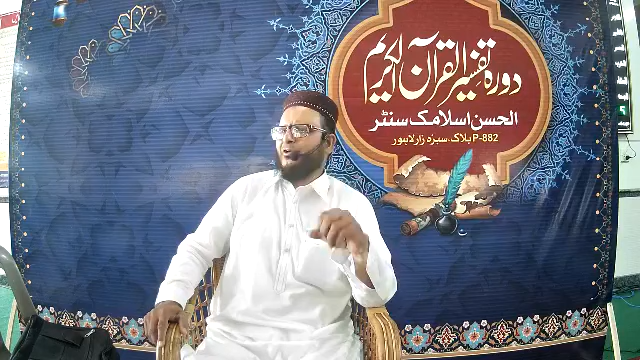 دورہ تفسیر القرآن الکریم
الحسن اسلامک سنٹر
P-882 بلاک، سبزہ زار لاہور